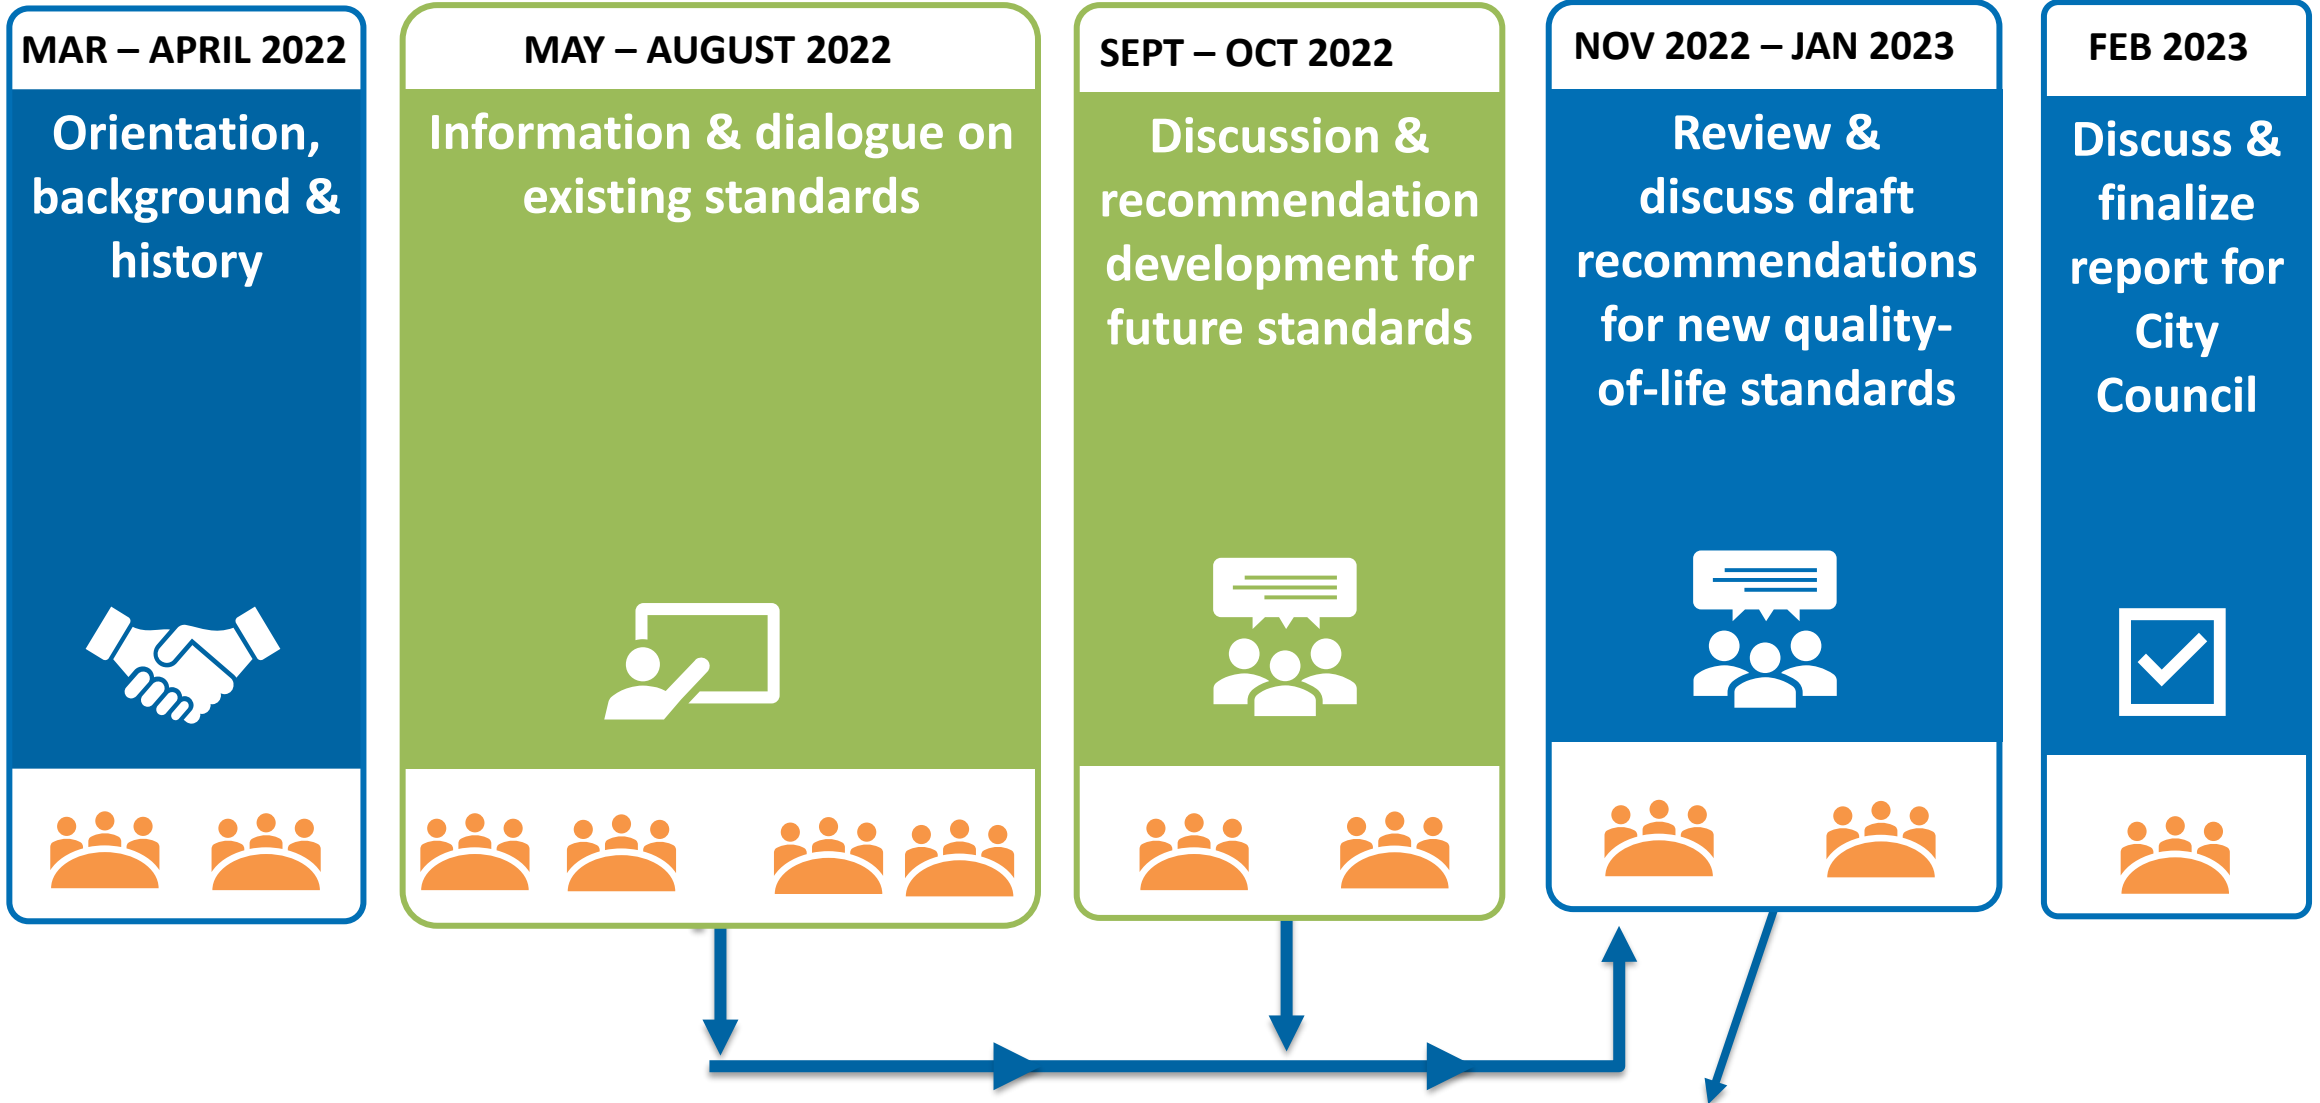 MAR – APRIL 2022
Orientation,
background &
history
MAY – AUGUST 2022
Information & dialogue on
existing standards
SEPT – OCT 2022
Discussion &
recommendation
development for
future standards
NOV 2022 – JAN 2023
Review &
discuss draft
recommendations
for new quality-
of-life standards
FEB 2023
Discuss &
finalize
report for
City
Council